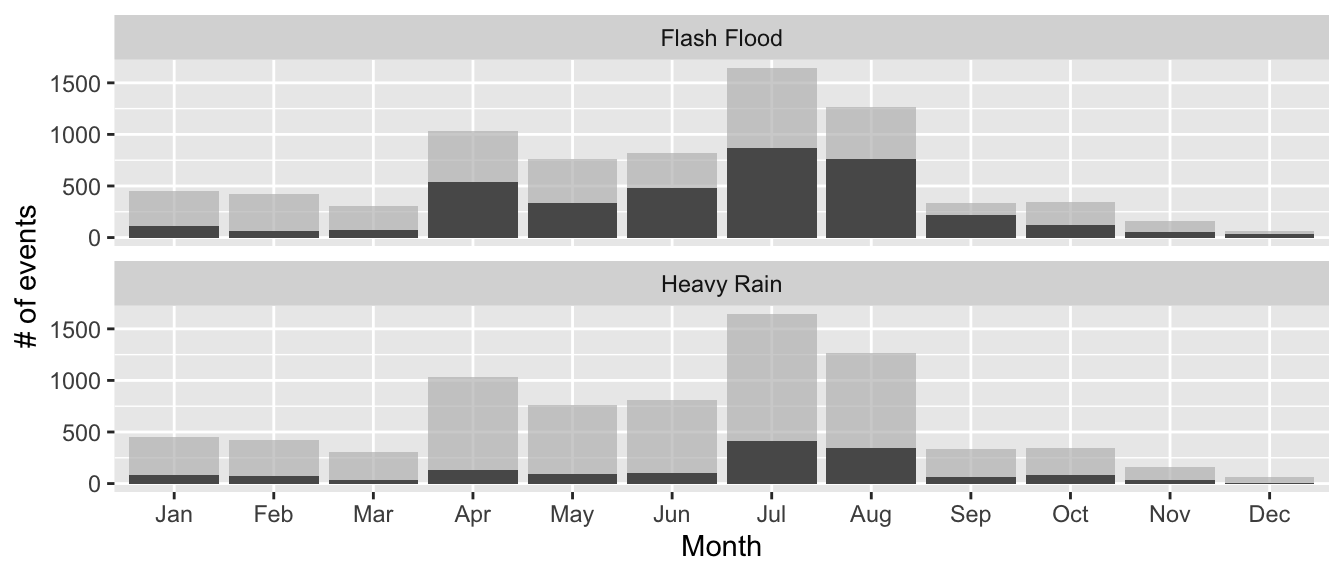 Flash Flood
1500
1000
500
0
# of events
Heavy Rain
1500
1000
500
0
Jan Feb Mar Apr May Jun Jul Aug Sep Oct Nov Dec
Month